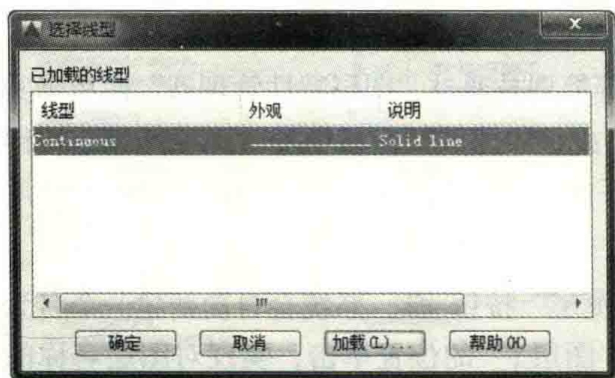 选择线型
已加载的线型
线型 外观 说明
Continuous Solid line
确定 取消 加载(L)... 帮助(H)